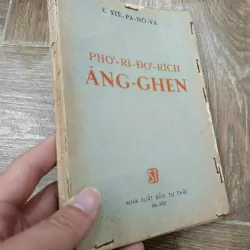 E. STÊ-PA-NÔ-VA
PHƠ-RI-ĐƠ-RÍCH
ĂNG-GHEN
NHÀ XUẤT BẢN SỰ THẬT
HÀ-NỘI